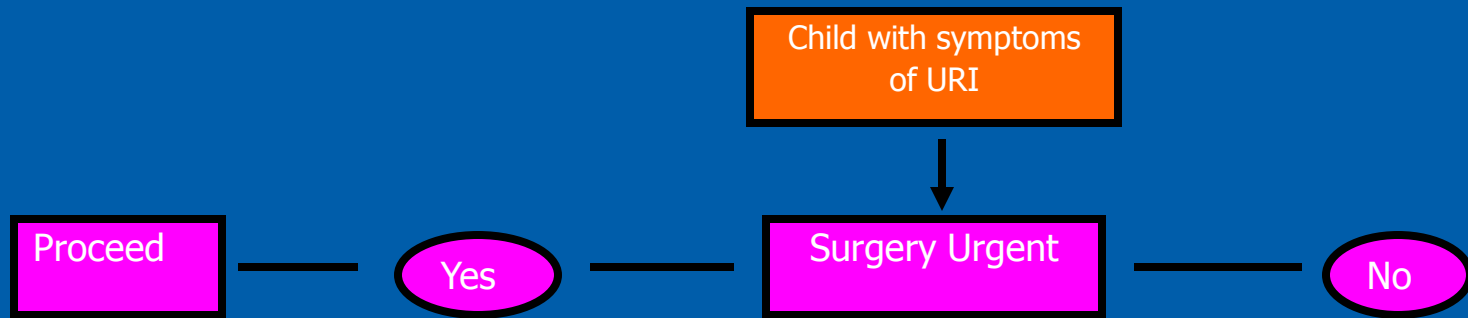 Child with symptoms
of URI
Proceed
Yes
Surgery Urgent
No